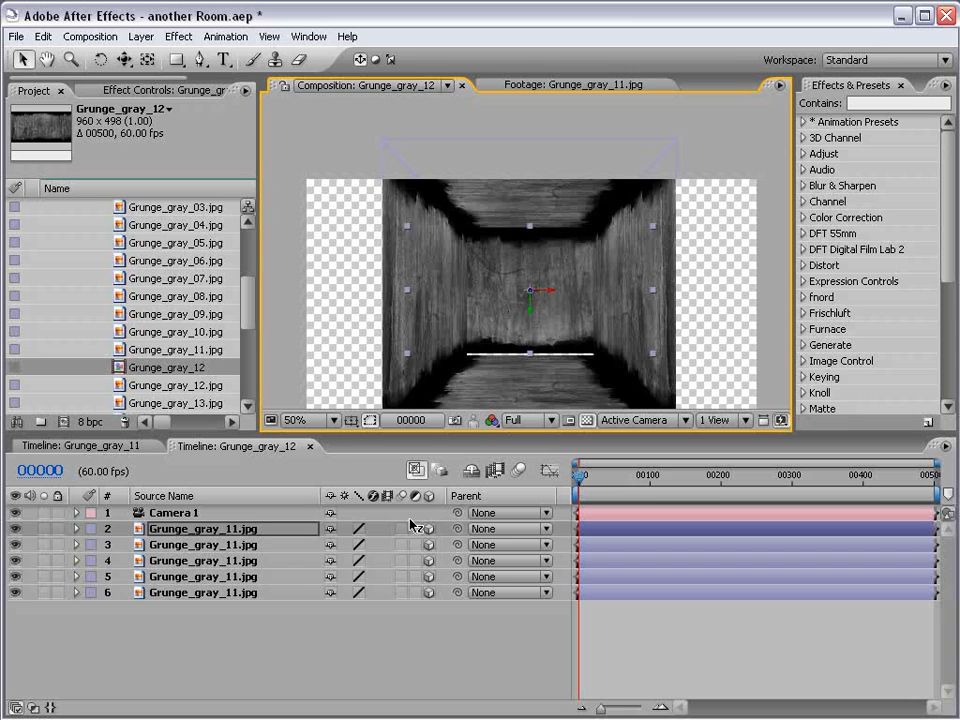 Adobe After Effects - another Room.aep *
File Edit Composition Layer Effect Animation View Window Help
Workspace: Standard
Project Effect Controls: Grunge_gr
Composition: Grunge_gray_12
Footage: Grunge_gray_11.jpg
Effects & Presets
Grunge_gray_12
960 x 498 (1.00)
Δ 00500, 60.00 fps
Contains:
* Animation Presets
3D Channel
Adjust
Audio
Blur & Sharpen
Channel
Color Correction
DFT 55mm
DFT Digital Film Lab 2
Distort
Expression Controls
fnord
Frischluft
Furnace
Generate
Image Control
Keying
Knoll
Matte
Name
Grunge_gray_03.jpg
Grunge_gray_04.jpg
Grunge_gray_05.jpg
Grunge_gray_06.jpg
Grunge_gray_07.jpg
Grunge_gray_08.jpg
Grunge_gray_09.jpg
Grunge_gray_10.jpg
Grunge_gray_11.jpg
Grunge_gray_12
Grunge_gray_12.jpg
Grunge_gray_13.jpg
8 bpc
50% 00000 Full Active Camera 1 View
Timeline: Grunge_gray_11 Timeline: Grunge_gray_12
00000 (60.00 fps)
0 00100 00200 00300 00400 0050
# Source Name Parent
1 Camera 1 None
2 Grunge_gray_11.jpg None
3 Grunge_gray_11.jpg None
4 Grunge_gray_11.jpg None
5 Grunge_gray_11.jpg None
6 Grunge_gray_11.jpg None